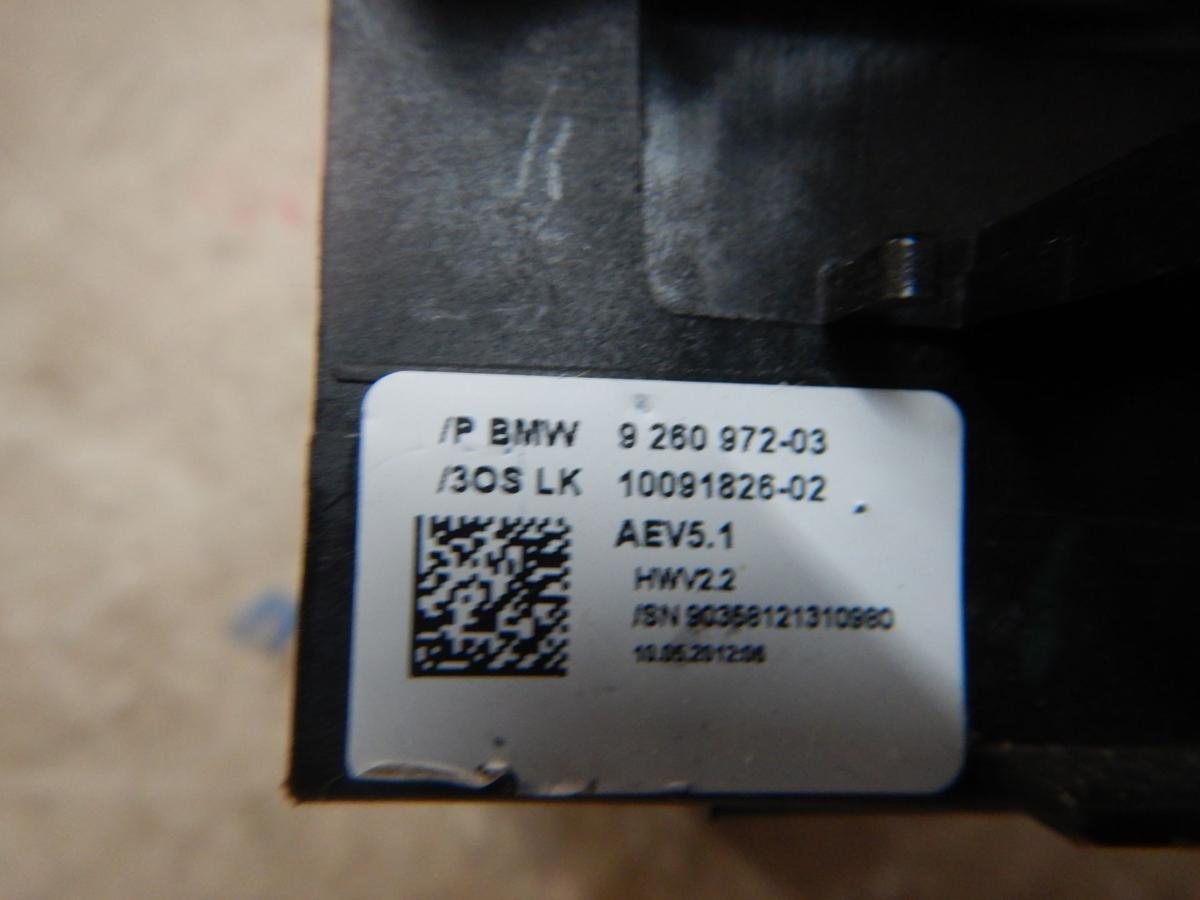 /P BMW 9 260 972-03
/3OS LK 10091826-02
AEV5.1
HWV2.2
/SN 90358121310980
10.05.2012:06